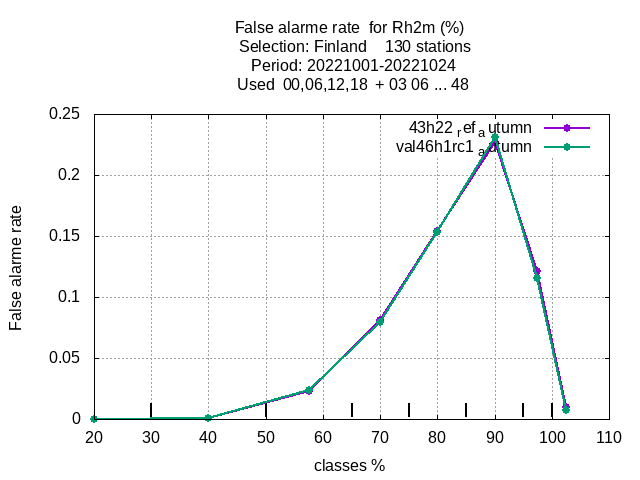 False alarme rate  for Rh2m (%)
Selection: Finland    130 stations
Period: 20221001-20221024
Used  00,06,12,18  + 03 06 ... 48
43h22 ref autumn
val46h1rc1 autumn
False alarme rate
0.25
0.2
0.15
0.1
0.05
0
20 30 40 50 60 70 80 90 100 110
classes %